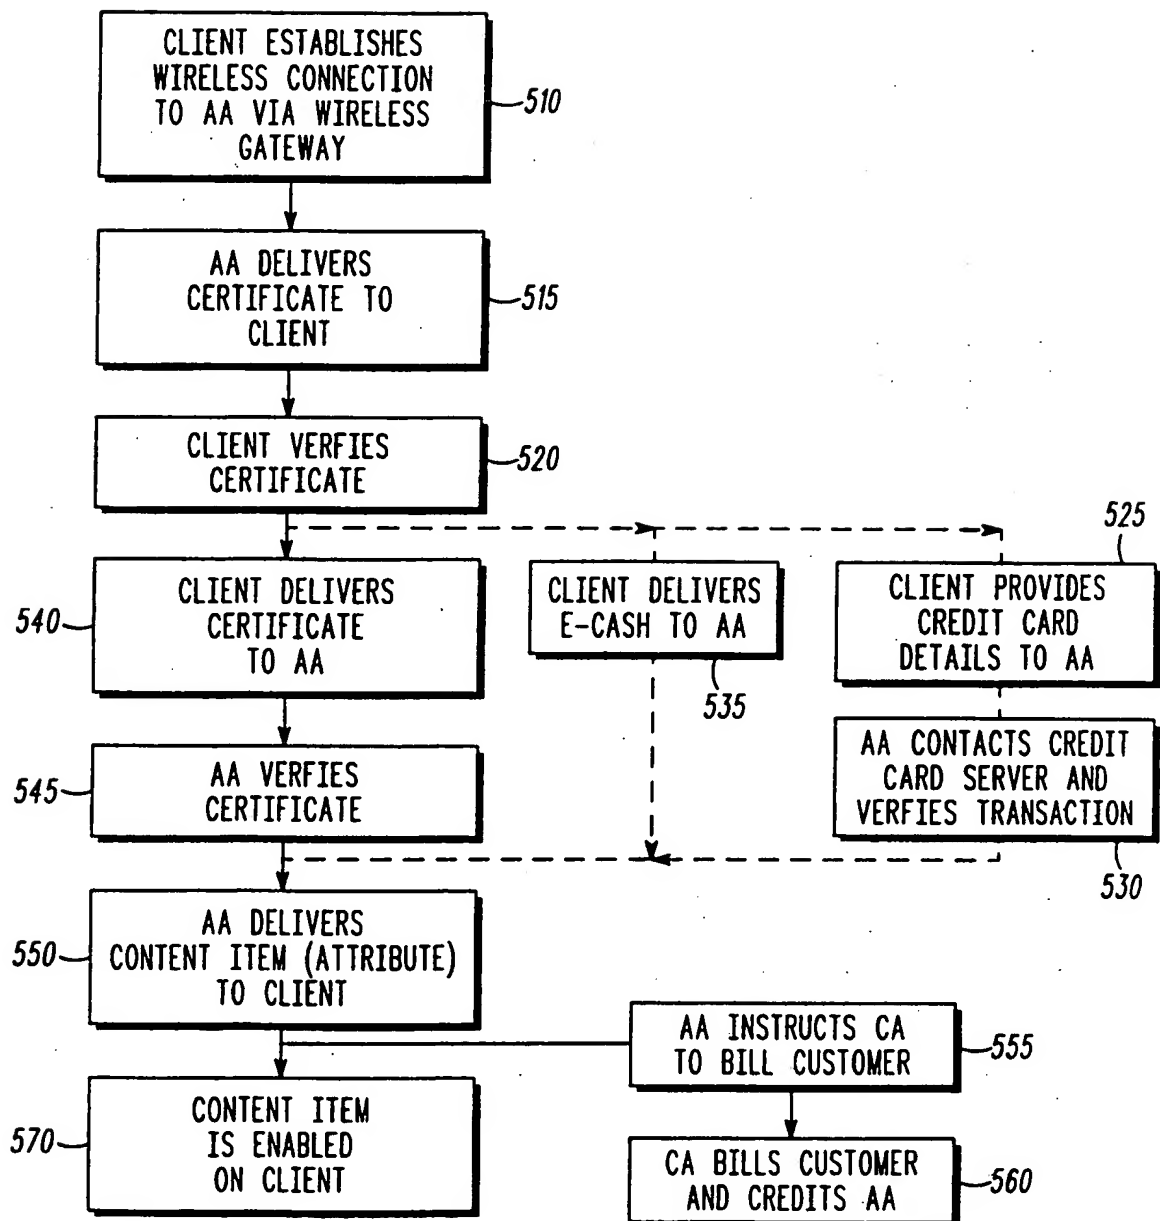 CLIENT ESTABLISHES
WIRELESS CONNECTION
TO AA VIA WIRELESS
GATEWAY
510
AA DELIVERS
CERTIFICATE TO
CLIENT
515
CLIENT VERFIES
CERTIFICATE
520
525
540
CLIENT DELIVERS
CERTIFICATE
TO AA
CLIENT DELIVERS
E-CASH TO AA
535
CLIENT PROVIDES
CREDIT CARD
DETAILS TO AA
545
AA VERFIES
CERTIFICATE
AA CONTACTS CREDIT
CARD SERVER AND
VERFIES TRANSACTION
530
550
AA DELIVERS
CONTENT ITEM (ATTRIBUTE)
TO CLIENT
AA INSTRUCTS CA
TO BILL CUSTOMER
555
570
CONTENT ITEM
IS ENABLED
ON CLIENT
CA BILLS CUSTOMER
AND CREDITS AA
560